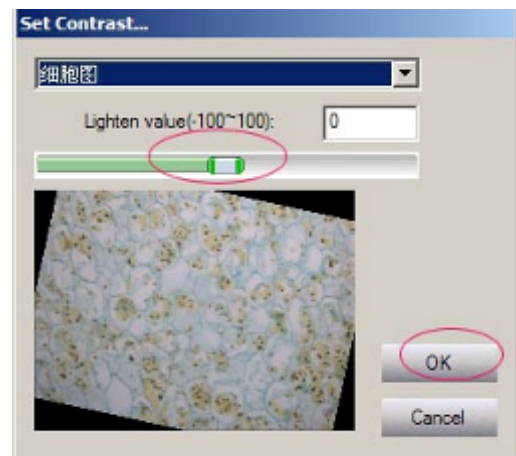 Set Contrast...
细胞图
Lighten value(-100~100):
0
OK
Cancel